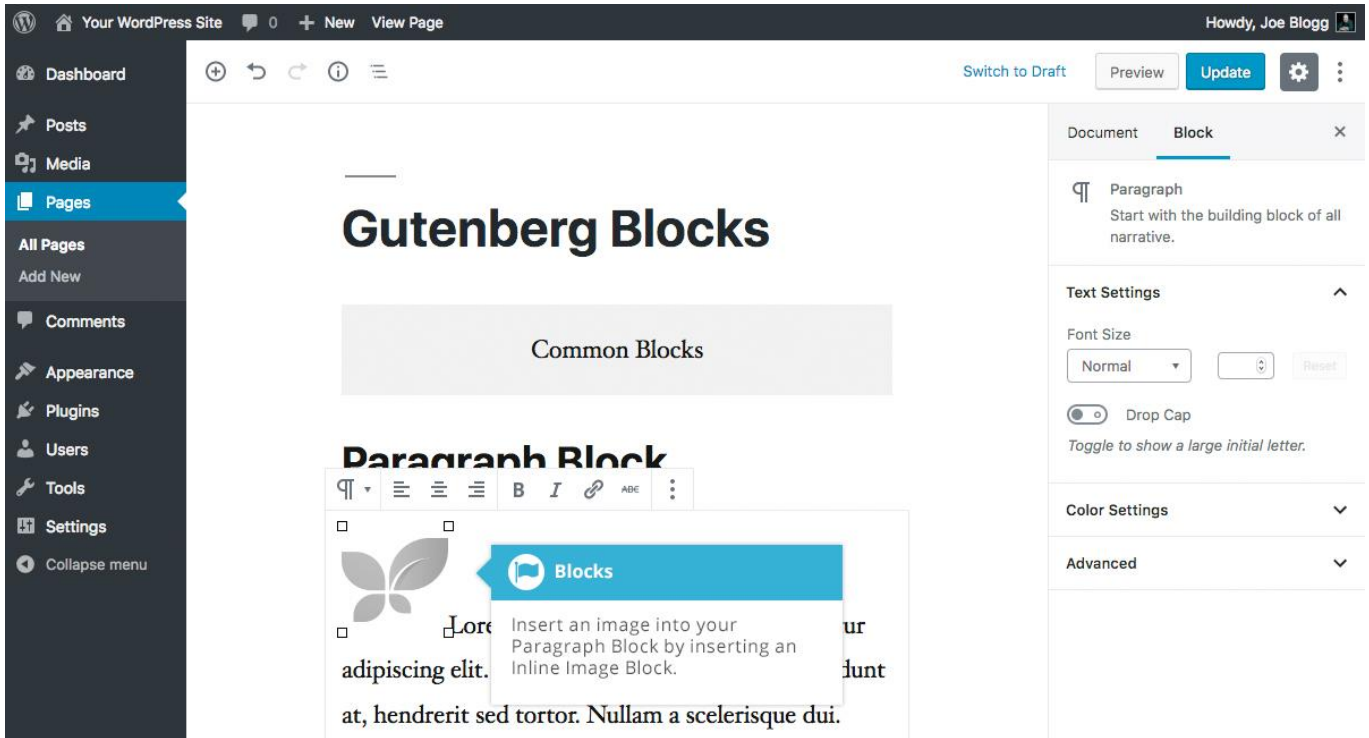 Your WordPress Site 0 + New View Page Howdy, Joe Blogg
Dashboard
Posts
Media
Pages
All Pages
Add New
Comments
Appearance
Plugins
Users
Tools
Settings
Collapse menu
Switch to Draft Preview Update
Gutenberg Blocks
Common Blocks
Paragraph Block
B I ABC
Blocks
Insert an image into your
Paragraph Block by inserting an
Inline Image Block.
adipiscing elit.
at, hendrerit sed tortor. Nullam a scelerisque dui.
Document Block
Paragraph
Start with the building block of all
narrative.
Text Settings
Font Size
Normal Reset
Drop Cap
Toggle to show a large initial letter.
Color Settings
Advanced